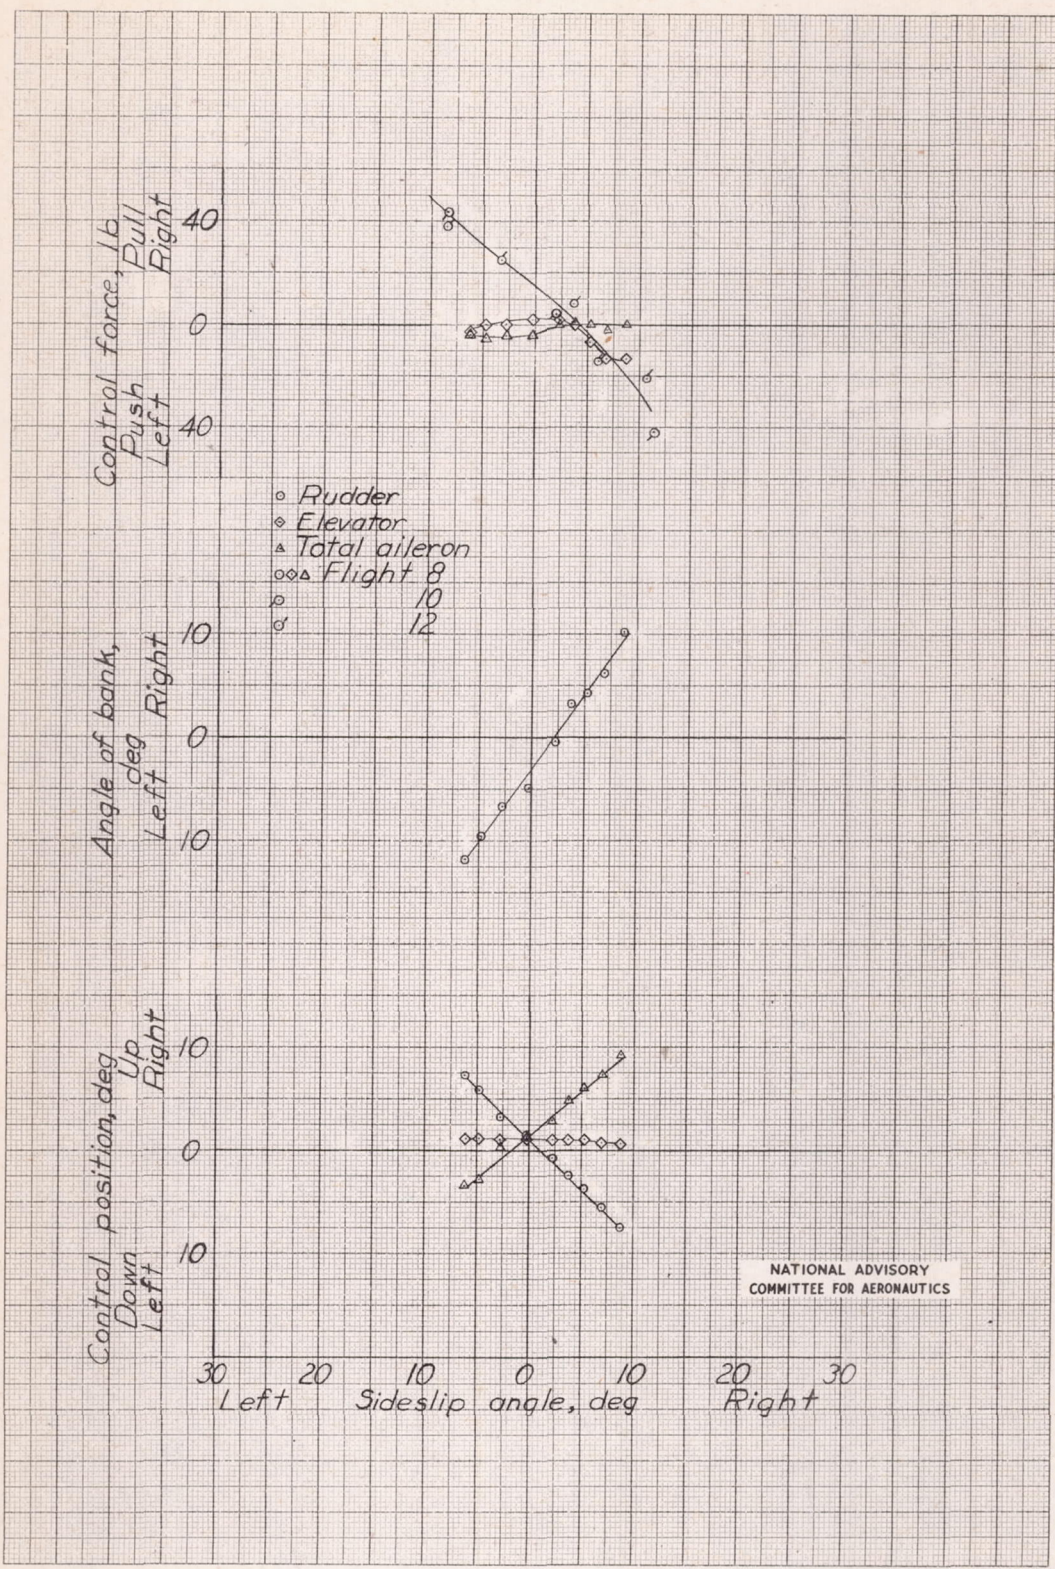 Control force, lb
Pull
Right
Push
Left
40
0
40
Rudder
Elevator
Total aileron
Flight 8
10
12
Angle of bank,
deg
Right
Left
10
0
10
Control position, deg
Up
Right
Down
Left
10
0
10
NATIONAL ADVISORY
COMMITTEE FOR AERONAUTICS
30 20 10 0 10 20 30
Left Sideslip angle, deg Right